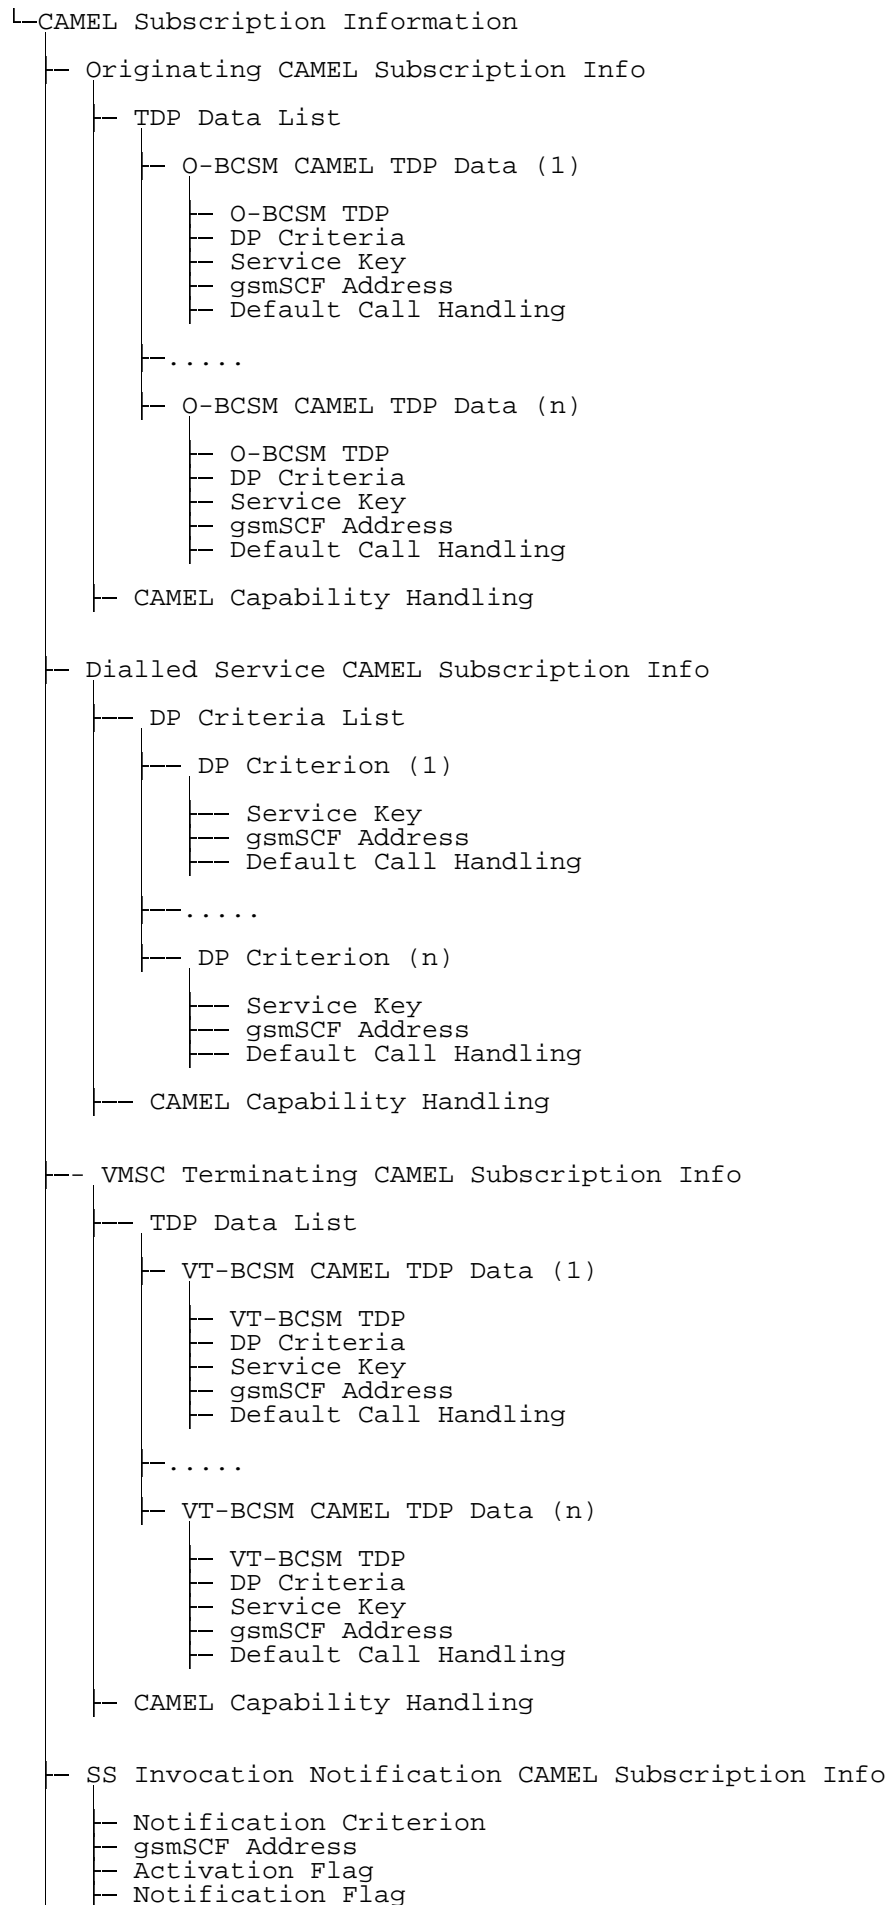 CAMEL Subscription Information
Originating CAMEL Subscription Info
TDP Data List
O-BCSM CAMEL TDP Data (1)
O-BCSM TDP
DP Criteria
Service Key
gsmSCF Address
Default Call Handling
.....
O-BCSM CAMEL TDP Data (n)
O-BCSM TDP
DP Criteria
Service Key
gsmSCF Address
Default Call Handling
CAMEL Capability Handling
Dialled Service CAMEL Subscription Info
DP Criteria List
DP Criterion (1)
Service Key
gsmSCF Address
Default Call Handling
.....
DP Criterion (n)
Service Key
gsmSCF Address
Default Call Handling
CAMEL Capability Handling
VMSC Terminating CAMEL Subscription Info
TDP Data List
VT-BCSM CAMEL TDP Data (1)
VT-BCSM TDP
DP Criteria
Service Key
gsmSCF Address
Default Call Handling
.....
VT-BCSM CAMEL TDP Data (n)
VT-BCSM TDP
DP Criteria
Service Key
gsmSCF Address
Default Call Handling
CAMEL Capability Handling
SS Invocation Notification CAMEL Subscription Info
Notification Criterion
gsmSCF Address
Activation Flag
Notification Flag